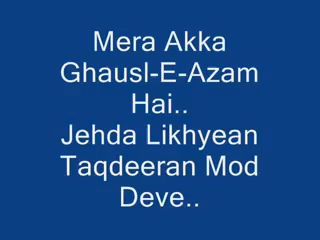 Mera Akka
Ghausl-E-Azam
Hai..
Jehda Likhyean
Taqdeeran Mod
Deve..